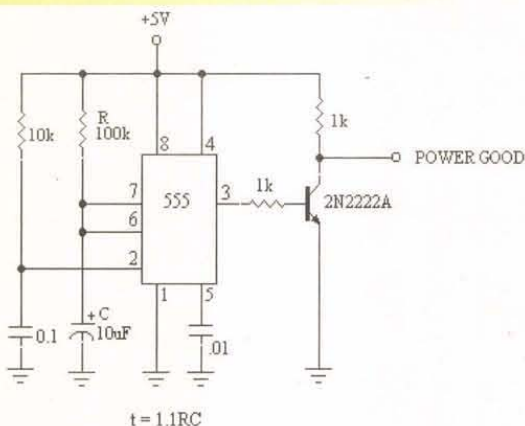 +5V
R
10k
100k
1k
8
4
7
555
3
1k
POWER GOOD
6
2N2222A
2
1
5
0.1
+ C
10uF
.01
t = 1.1RC